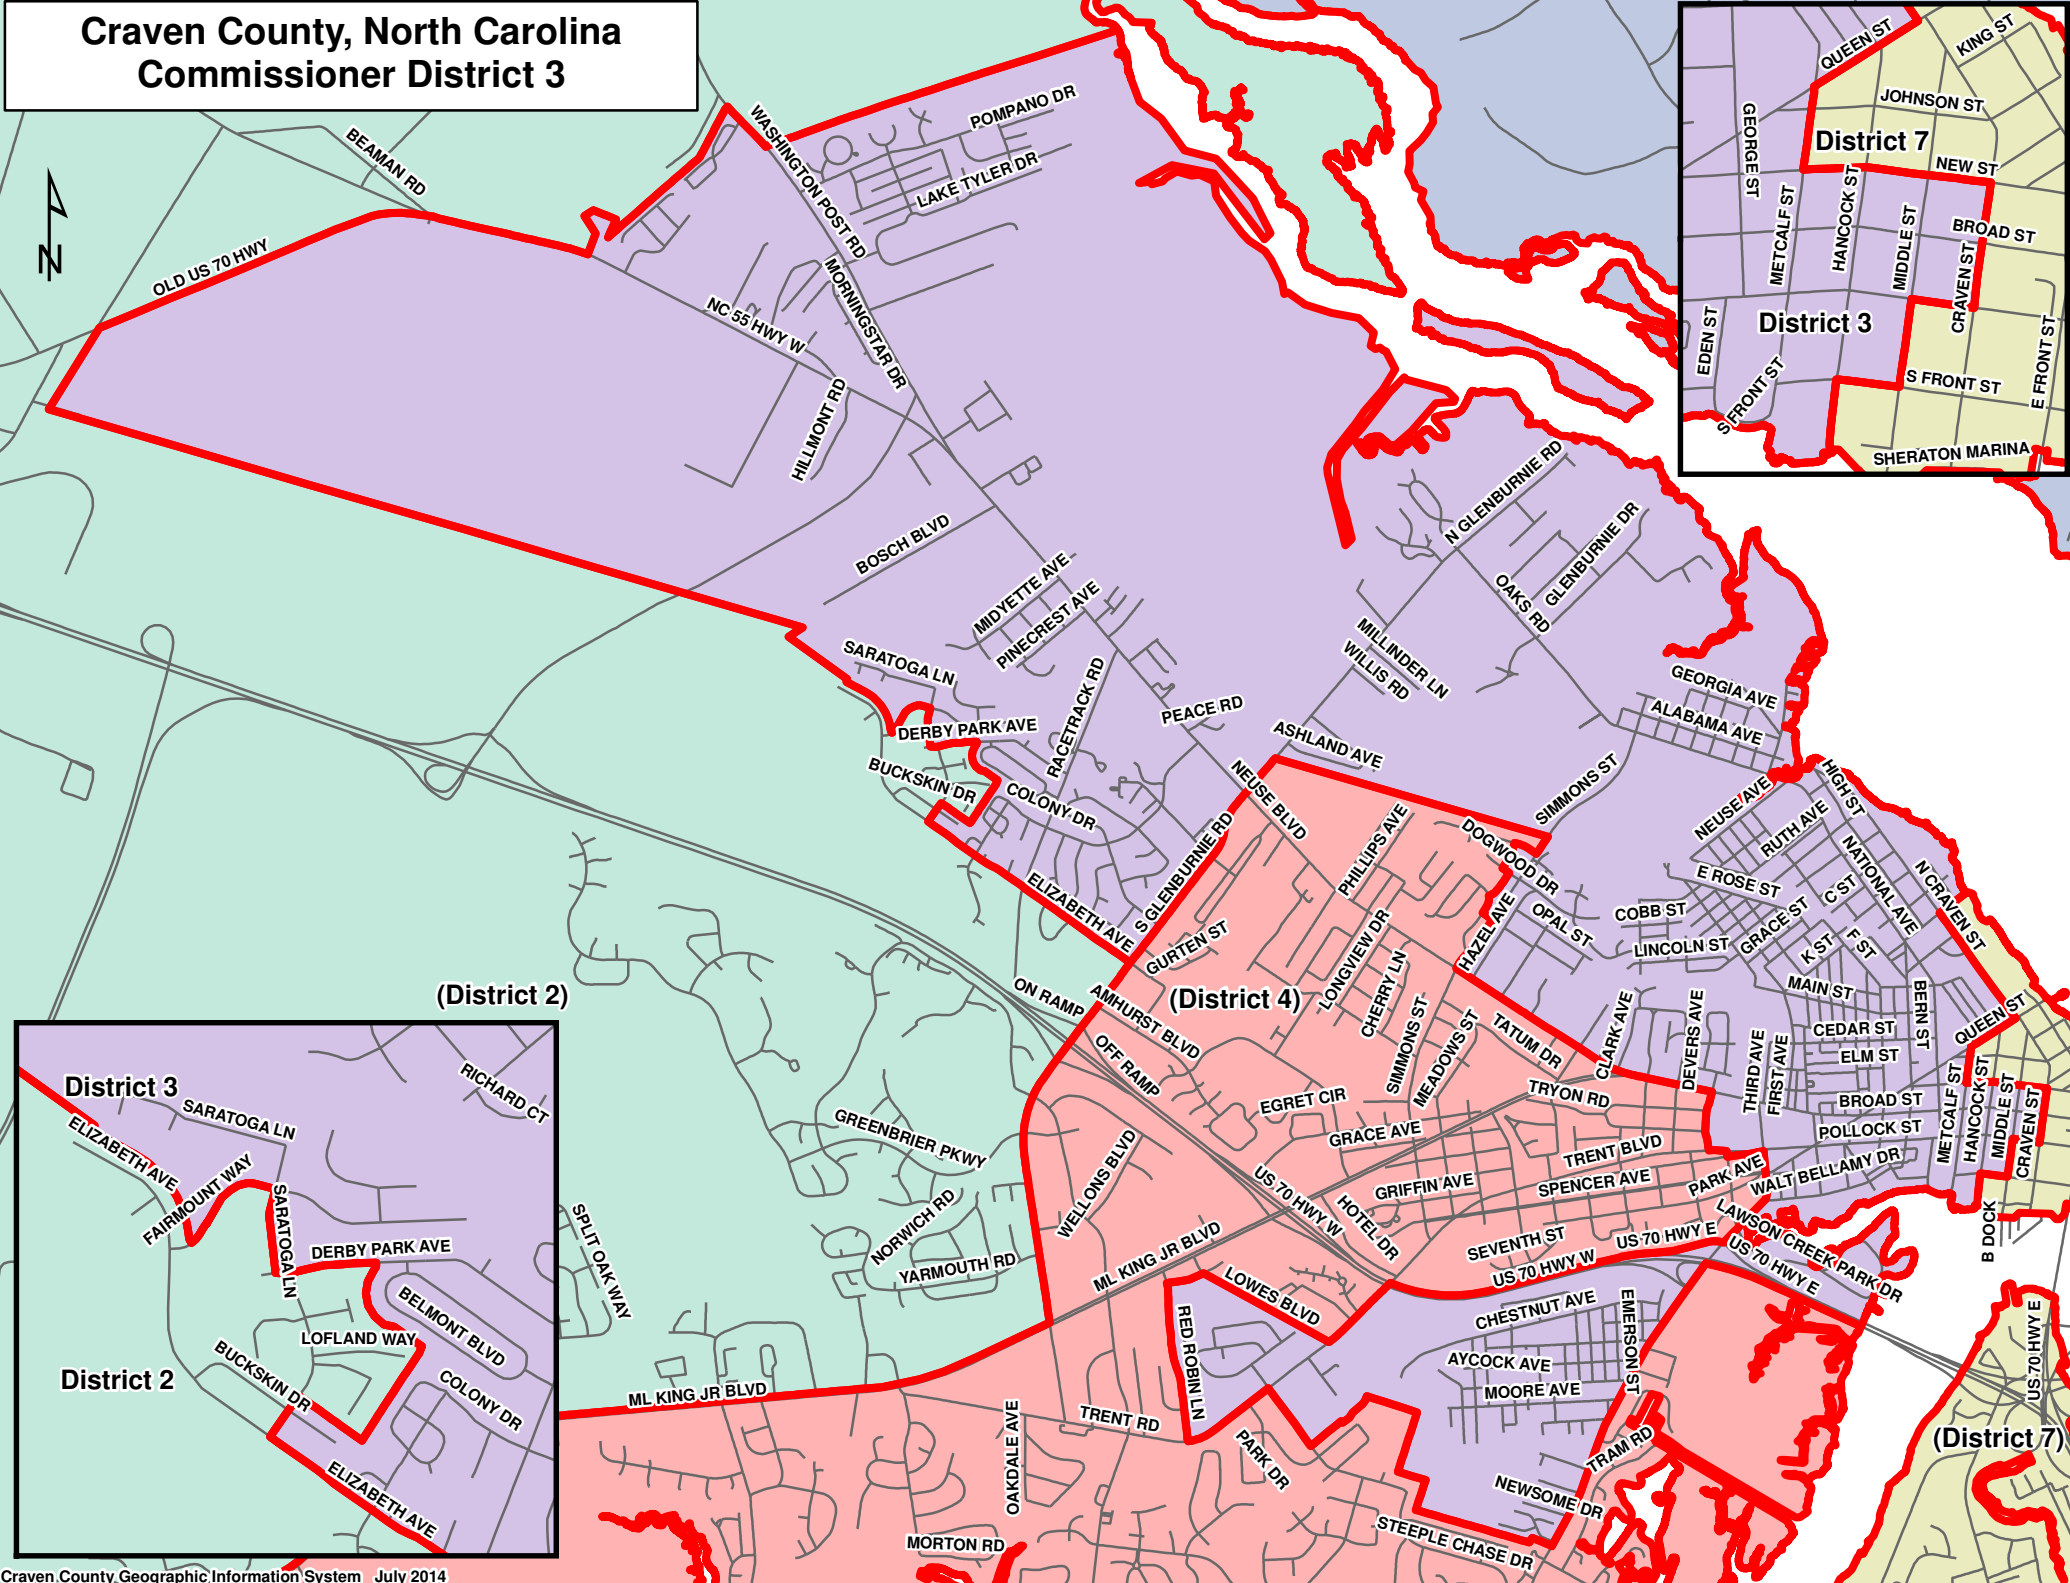 Craven County, North Carolina
Commissioner District 3
N
BEAMAN RD
OLD US 70 HWY
WASHINGTON POST RD
POMPANO DR
LAKE TYLER DR
MORNINGSTAR DR
NC 55 HWY W
HILLMONT RD
BOSCH BLVD
MIDYETTE AVE
PINECREST AVE
SARATOGA LN
DERBY PARK AVE
BUCKSKIN DR
COLONY DR
RACETRACK RD
PEACE RD
ASHLAND AVE
NEUSE BLVD
S GLENBURNIE RD
ELIZABETH AVE
N GLENBURNIE RD
GLENBURNIE DR
OAKS RD
MILLINDER LN
WILLIS RD
GEORGIA AVE
ALABAMA AVE
SIMMONS ST
NEUSE AVE
HIGH ST
RUTH AVE
NATIONAL AVE
N CRAVEN ST
E ROSE ST
C ST
GRACE ST
COBB ST
LINCOLN ST
K ST
F ST
MAIN ST
BERN ST
QUEEN ST
CEDAR ST
ELM ST
BROAD ST
POLLOCK ST
WALT BELLAMY DR
THIRD AVE
FIRST AVE
METCALF ST
HANCOCK ST
MIDDLE ST
CRAVEN ST
DEVERS AVE
CLARK AVE
PHILLIPS AVE
DOGWOOD DR
OPAL ST
HAZEL AVE
GURTEN ST
LONGVIEW DR
CHERRY LN
SIMMONS ST
MEADOWS ST
TATUM DR
(District 4)
(District 2)
ON RAMP
AMHURST BLVD
OFF RAMP
EGRET CIR
TRYON RD
GRACE AVE
TRENT BLVD
GRIFFIN AVE
SPENCER AVE
PARK AVE
US 70 HWY W
HOTEL DR
SEVENTH ST
US 70 HWY E
US 70 HWY W
LAWSON CREEK PARK DR
US 70 HWY E
B DOCK
US 70 HWY E
(District 7)
GREENBRIER PKWY
WELLONS BLVD
NORWICH RD
YARMOUTH RD
SPLIT OAK WAY
ML KING JR BLVD
ML KING JR BLVD
LOWES BLVD
RED ROBIN LN
CHESTNUT AVE
EMERSON ST
AYCOCK AVE
MOORE AVE
TRENT RD
OAKDALE AVE
PARK DR
TRAM RD
NEWSOME DR
STEEPLE CHASE DR
MORTON RD
QUEEN ST
KING ST
JOHNSON ST
GEORGE ST
District 7
NEW ST
METCALF ST
HANCOCK ST
MIDDLE ST
BROAD ST
CRAVEN ST
District 3
EDEN ST
S FRONT ST
S FRONT ST
E FRONT ST
SHERATON MARINA
District 3
RICHARD CT
SARATOGA LN
ELIZABETH AVE
FAIRMOUNT WAY
SARATOGA LN
DERBY PARK AVE
BELMONT BLVD
LOFLAND WAY
BUCKSKIN DR
District 2
COLONY DR
ELIZABETH AVE
Craven County Geographic Information System July 2014